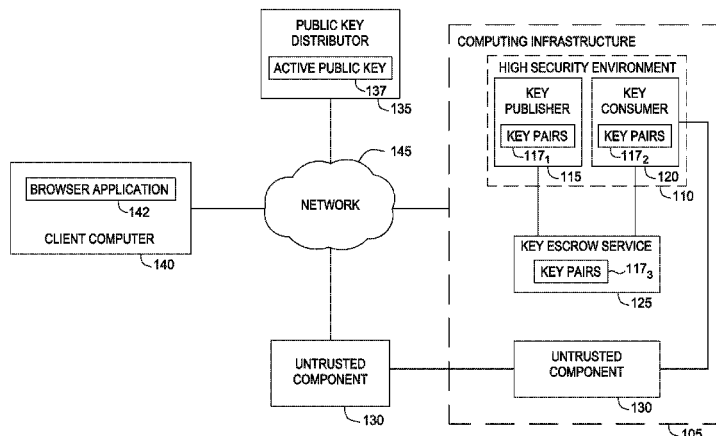 PUBLIC KEY
DISTRIBUTOR
ACTIVE PUBLIC KEY
137
135
COMPUTING INFRASTRUCTURE
HIGH SECURITY ENVIRONMENT
KEY
PUBLISHER
KEY PAIRS
117₁
115
KEY
CONSUMER
KEY PAIRS
117₂
120
110
145
NETWORK
BROWSER APPLICATION
142
CLIENT COMPUTER
140
KEY ESCROW SERVICE
KEY PAIRS
117₃
125
UNTRUSTED
COMPONENT
130
UNTRUSTED
COMPONENT
130
105